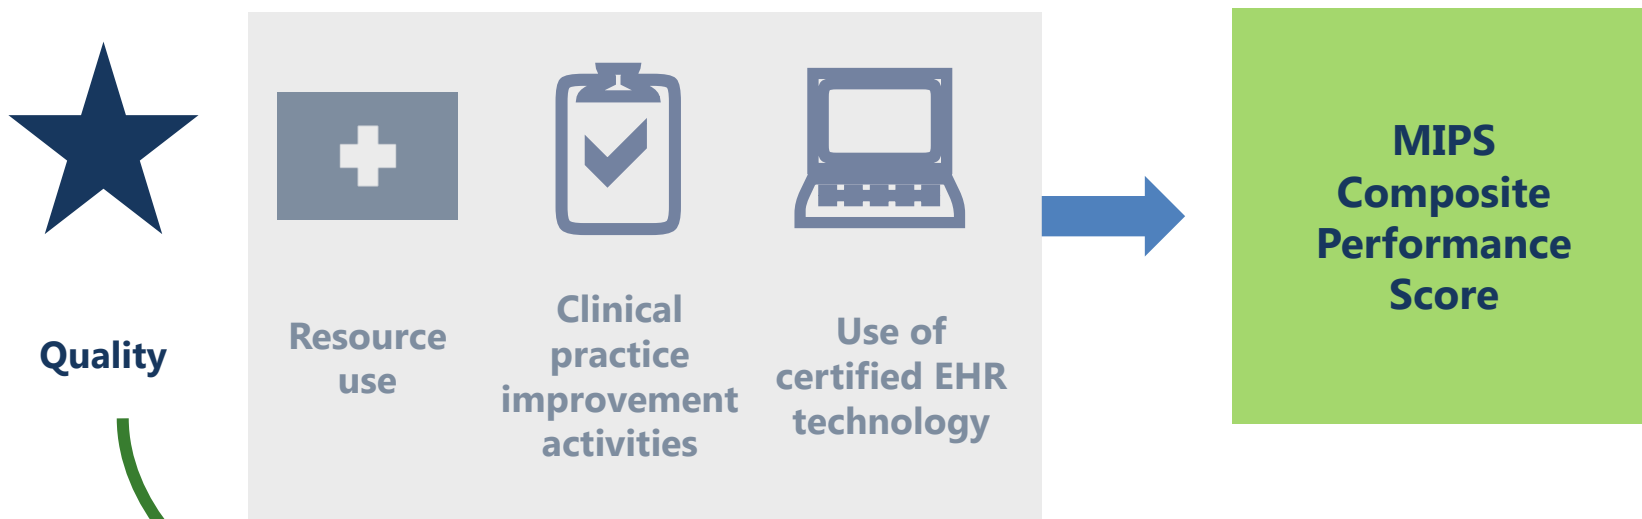 Quality
Resource
use
Clinical
practice
improvement
activities
Use of
certified EHR
technology
MIPS
Composite
Performance
Score